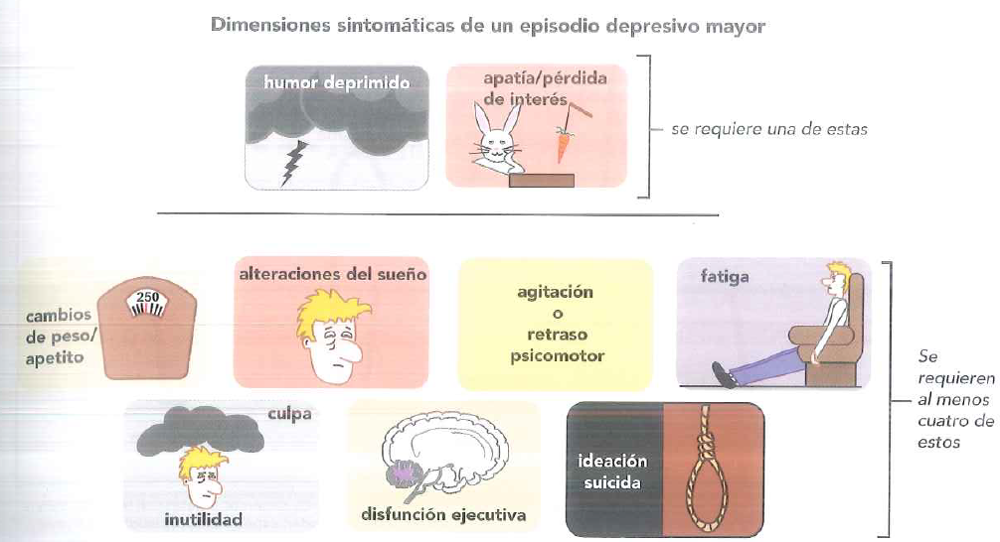 Dimensiones sintomáticas de un episodio depresivo mayor
humor deprimido
apatía/pérdida
de interés
se requiere una de estas
cambios
de peso/
apetito
250
alteraciones del sueño
agitación
o
retraso
psicomotor
fatiga
Se
requieren
al menos
cuatro de
estos
culpa
inutilidad
disfunción ejecutiva
ideación
suicida